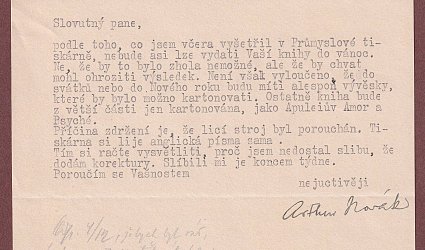 Slovutný pane,
podle toho, co jsem včera vyšetřil v Průmyslové ti-
skárně, nebude asi lze vydati Vaši knihy do vánoc.
Ne, že by to bylo zhola nemožné, ale že by chvat
mohl ohroziti výsledek. Není však vyloučeno, že do
svátků nebo do Nového roku budu míti alespoň vývěsky,
které by bylo možno kartonovati. Ostatně kniha bude
z větší části jen kartonována, jako Apuleiův Amor a
Psyché.
Příčina zdržení je, že licí stroj byl porouchán. Ti-
skárna si lije anglická písma sama .
Tím si račte vysvětliti, proč jsem nedostal slibu, že
dodám korektury. Slíbili mi je koncem týdne.
Poroučím se Vašnostem
nejuctivěji
Arthur Novák